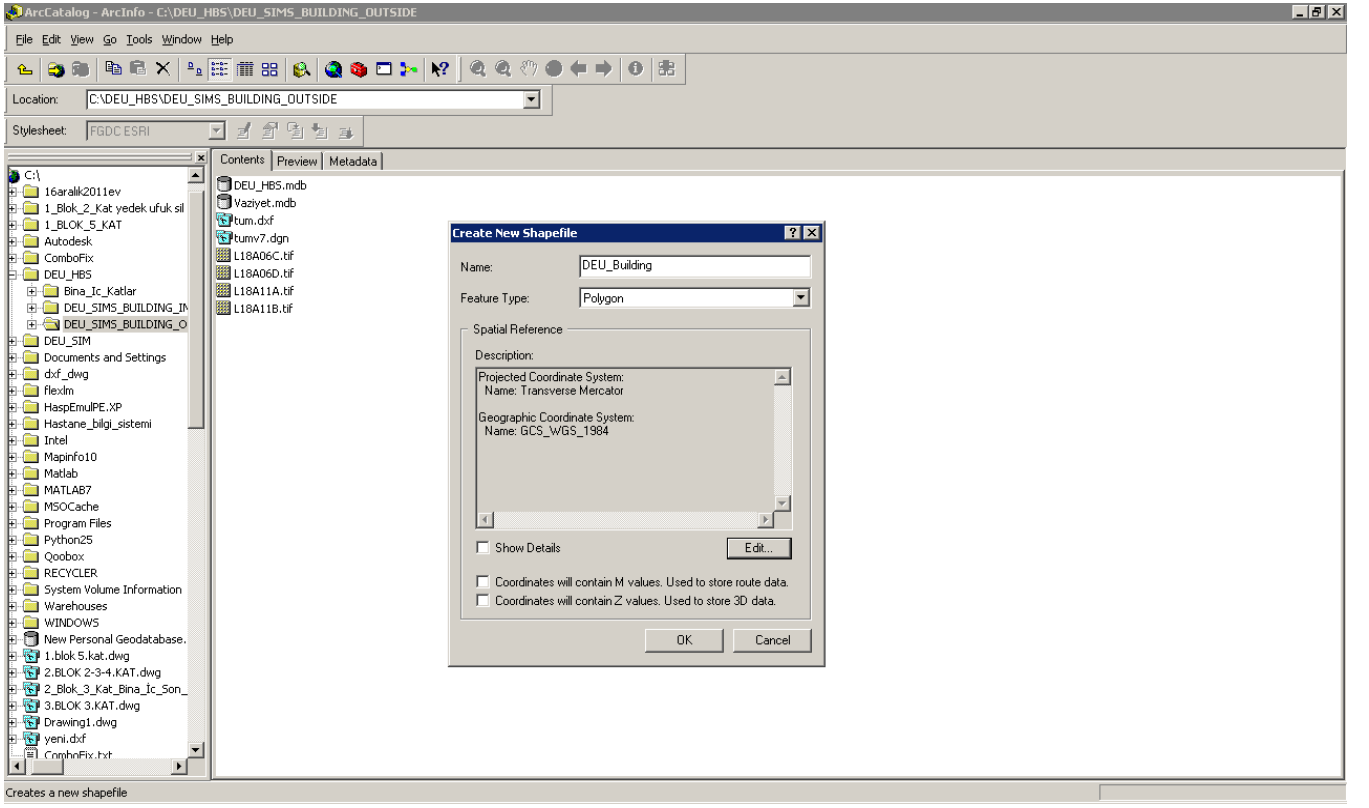 ArcCatalog - ArcInfo - C:\DEU_HBS\DEU_SIMS_BUILDING_OUTSIDE
File Edit View Go Tools Window Help
Location: C:\DEU_HBS\DEU_SIMS_BUILDING_OUTSIDE
Stylesheet: FGDC ESRI
Contents Preview Metadata
C:\
16aralık2011ev
1_Blok_2_Kat yedek ufuk sil
1_BLOK_5_KAT
Autodesk
ComboFix
DEU_HBS
Bina_Ic_Katlar
DEU_SIMS_BUILDING_IN
DEU_SIMS_BUILDING_O
DEU_SIM
Documents and Settings
dxf_dwg
flexlm
HaspEmulPE.XP
Hastane_bilgi_sistemi
Intel
Mapinfo10
Matlab
MATLAB7
MSOCache
Program Files
Python25
Qoobox
RECYCLER
System Volume Information
Warehouses
WINDOWS
New Personal Geodatabase.
1.blok 5.kat.dwg
2.BLOK 2-3-4.KAT.dwg
2_Blok_3_Kat_Bina_İc_Son_
3.BLOK 3.KAT.dwg
Drawing1.dwg
yeni.dxf
ComboFix.txt
DEU_HBS.mdb
Vaziyet.mdb
tum.dxf
tumv7.dgn
L18A06C.tif
L18A06D.tif
L18A11A.tif
L18A11B.tif
Create New Shapefile
Name: DEU_Building
Feature Type: Polygon
Spatial Reference
Description:
Projected Coordinate System:
Name: Transverse Mercator
Geographic Coordinate System:
Name: GCS_WGS_1984
Show Details Edit...
Coordinates will contain M values. Used to store route data.
Coordinates will contain Z values. Used to store 3D data.
OK Cancel
Creates a new shapefile